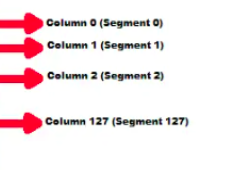 Column 0 (Segment 0)
Column 1 (Segment 1)
Column 2 (Segment 2)
Column 127 (Segment 127)